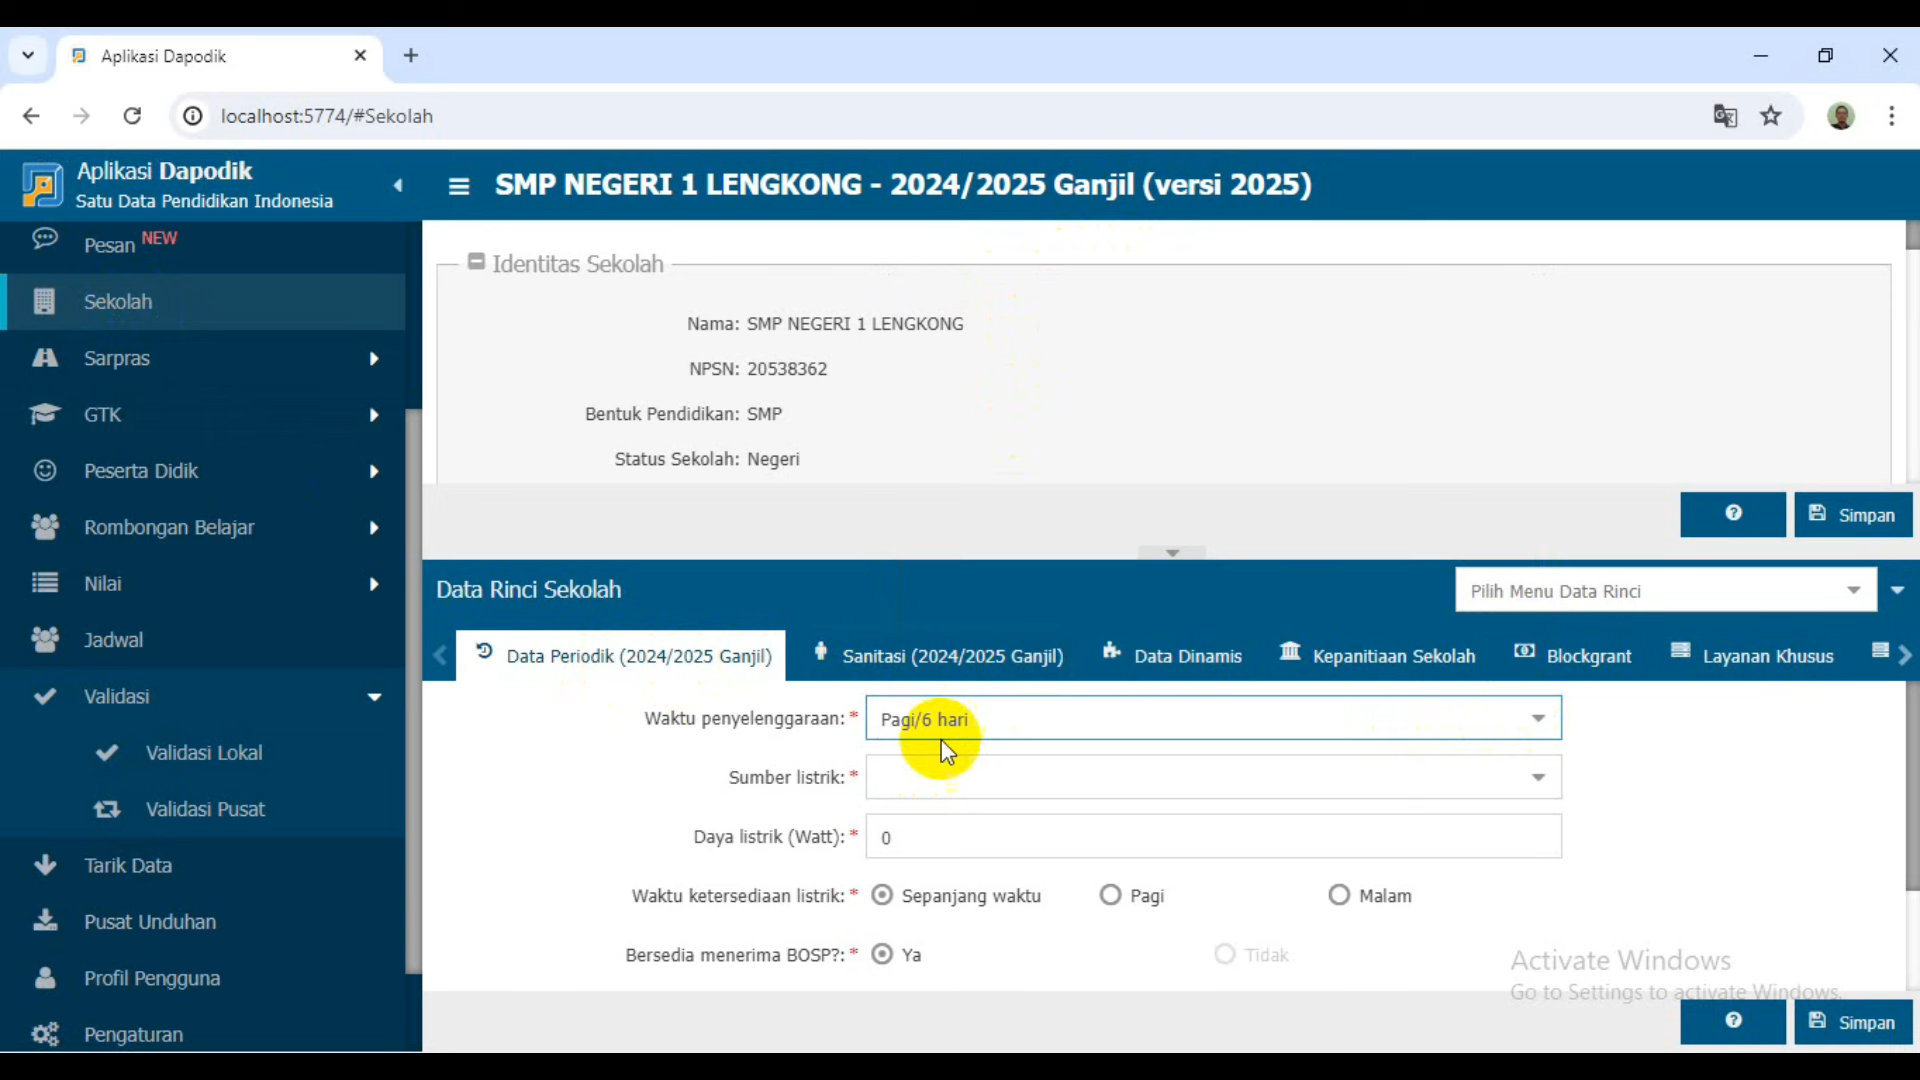 Aplikasi Dapodik
localhost:5774/#Sekolah
Aplikasi Dapodik
Satu Data Pendidikan Indonesia
SMP NEGERI 1 LENGKONG - 2024/2025 Ganjil (versi 2025)
Pesan NEW
Sekolah
Sarpras
GTK
Peserta Didik
Rombongan Belajar
Nilai
Jadwal
Validasi
Validasi Lokal
Validasi Pusat
Tarik Data
Pusat Unduhan
Profil Pengguna
Pengaturan
Identitas Sekolah
Nama: SMP NEGERI 1 LENGKONG
NPSN: 20538362
Bentuk Pendidikan: SMP
Status Sekolah: Negeri
Simpan
Data Rinci Sekolah
Pilih Menu Data Rinci
Data Periodik (2024/2025 Ganjil) Sanitasi (2024/2025 Ganjil) Data Dinamis Kepanitiaan Sekolah Blockgrant Layanan Khusus
Waktu penyelenggaraan: * Pagi/6 hari
Sumber listrik: *
Daya listrik (Watt): * 0
Waktu ketersediaan listrik: * Sepanjang waktu Pagi Malam
Bersedia menerima BOSP?: * Ya Tidak
Activate Windows
Go to Settings to activate Windows.
Simpan